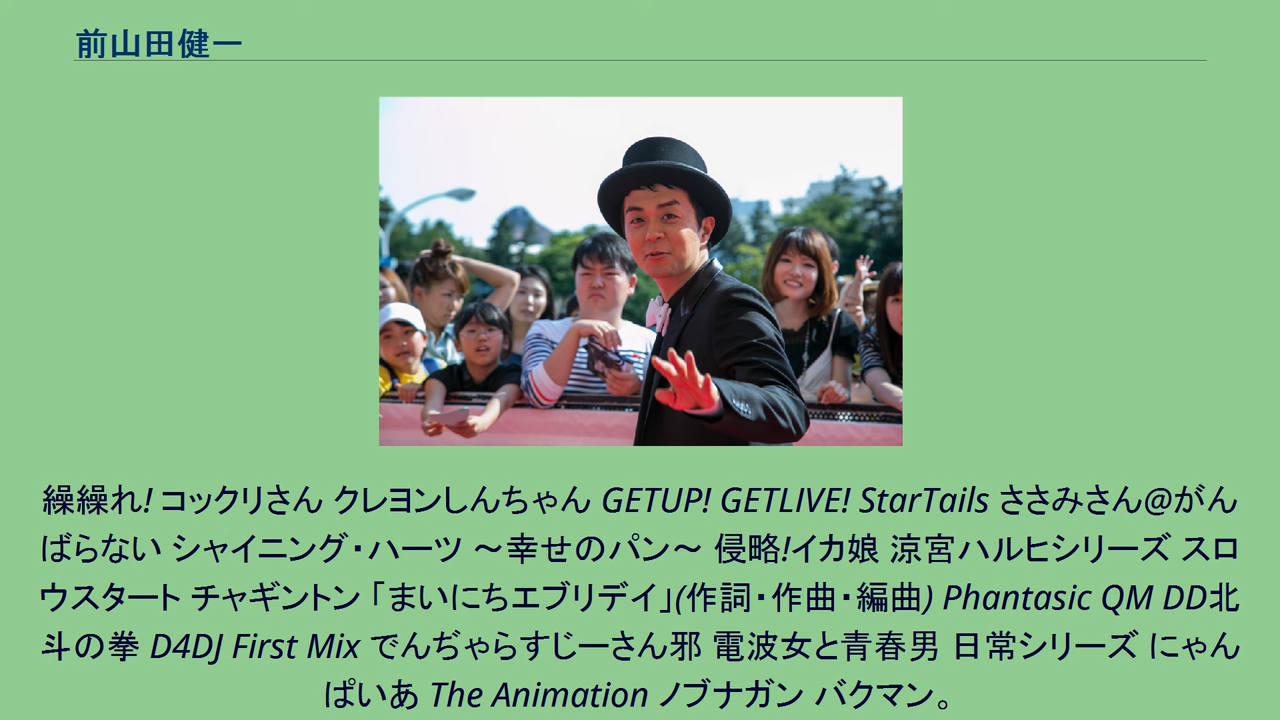 前山田健一
繰繰れ! コックリさん クレヨンしんちゃん GETUP! GETLIVE! StarTails ささみさん@がん
ばらない シャイニング・ハーツ 〜幸せのパン〜 侵略!イカ娘 涼宮ハルヒシリーズ スロ
ウスタート チャギントン 「まいにちエブリデイ」(作詞・作曲・編曲) Phantasic QM DD北
斗の拳 D4DJ First Mix でんぢゃらすじーさん邪 電波女と青春男 日常シリーズ にゃん
ぱいあ The Animation ノブナガン バクマン。